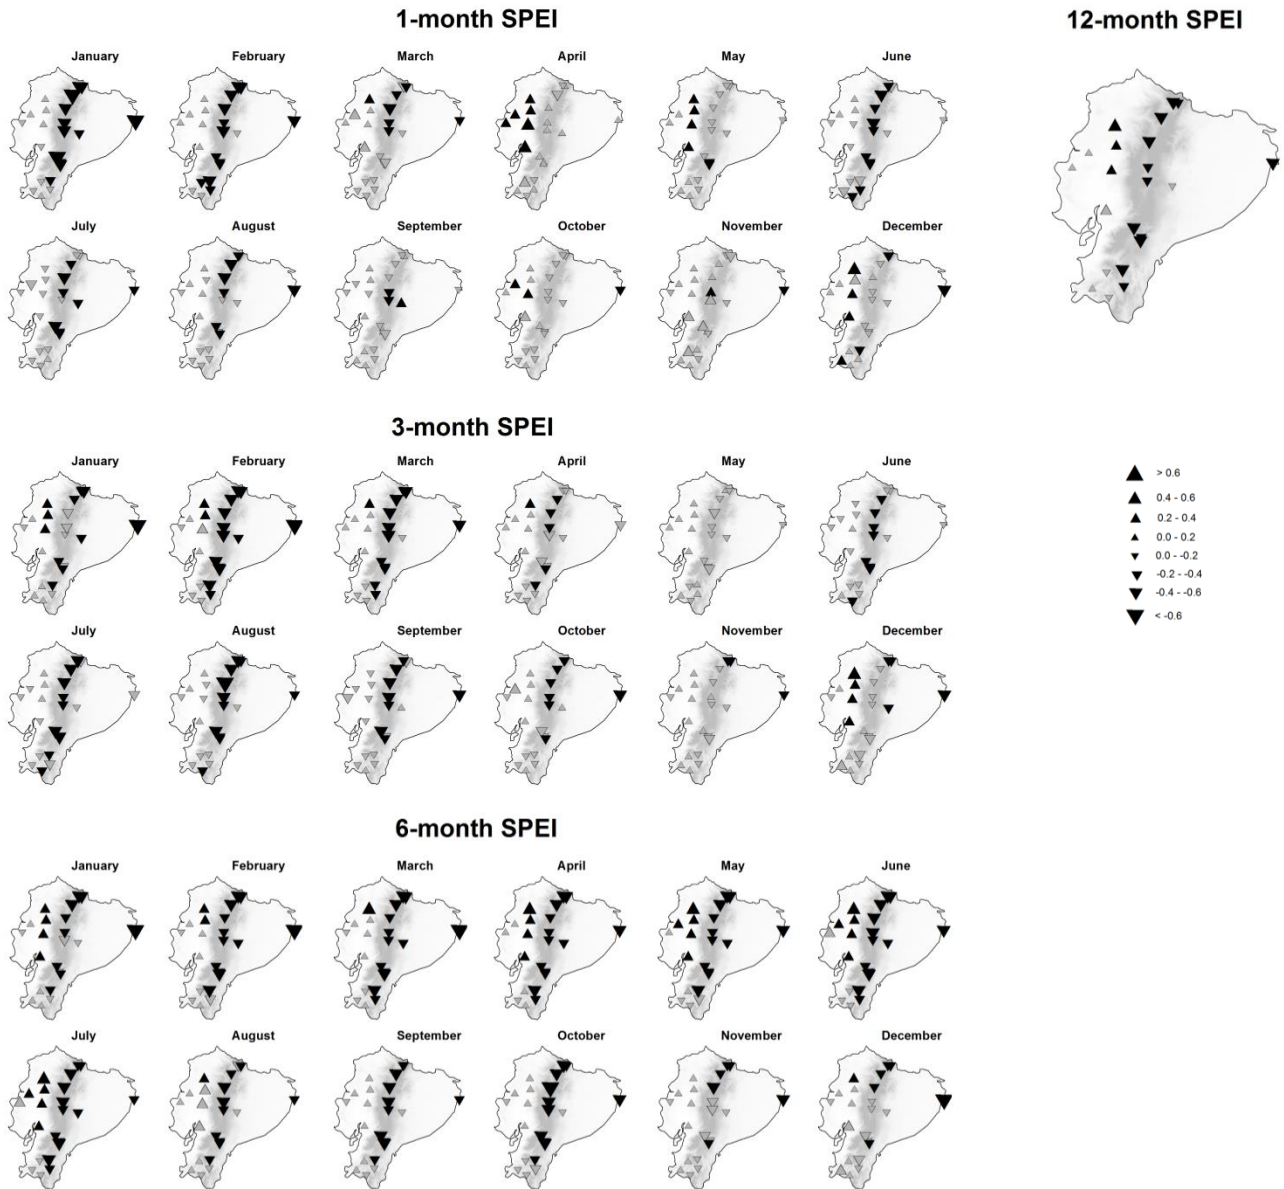 1-month SPEI
12-month SPEI
January
February
March
April
May
June
July
August
September
October
November
December
3-month SPEI
January
February
March
April
May
June
> 0.6
0.4 - 0.6
0.2 - 0.4
0.0 - 0.2
0.0 - -0.2
-0.2 - -0.4
-0.4 - -0.6
< -0.6
July
August
September
October
November
December
6-month SPEI
January
February
March
April
May
June
July
August
September
October
November
December